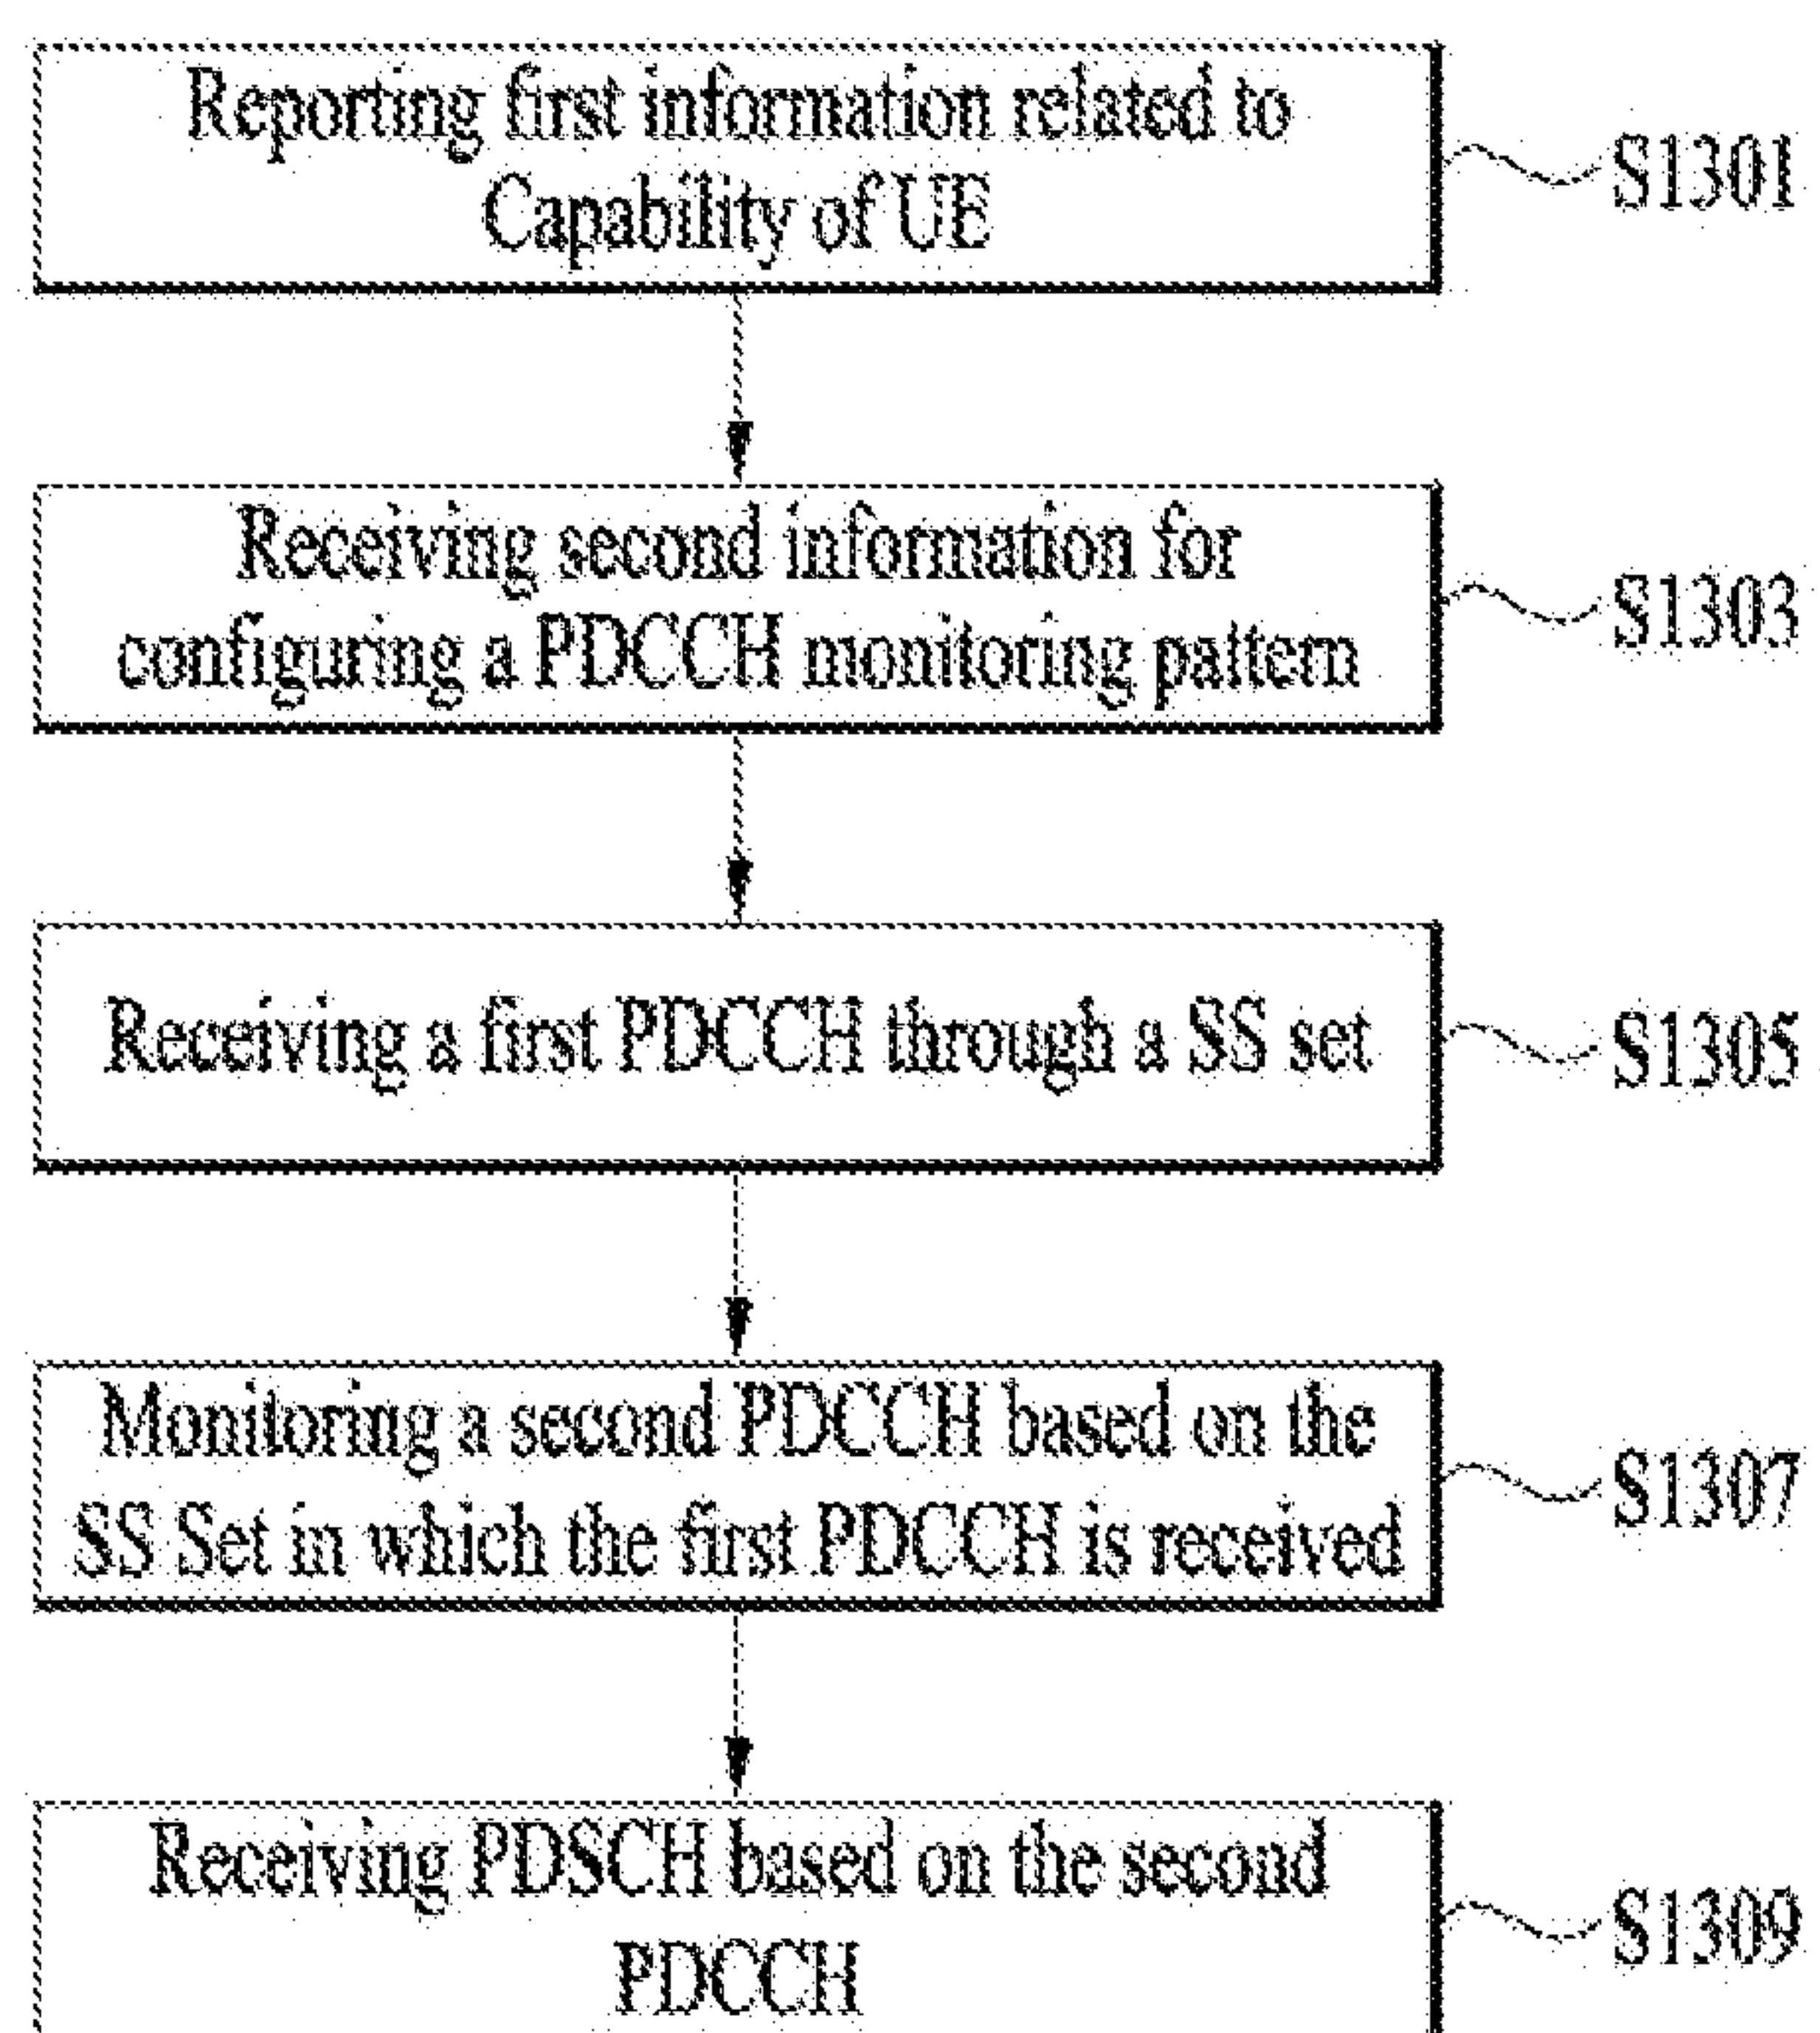 Reporting first information related to
Capability of UE
S1301
Receiving second information for
configuring a PDCCH monitoring pattern
S1303
Receiving a first PDCCH through a SS set
S1305
Monitoring a second PDCCH based on the
SS Set in which the first PDCCH is received
S1307
Receiving PDSCH based on the second
PDCCH
S1309